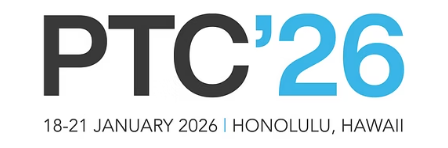 PTC’26
18-21 JANUARY 2026 | HONOLULU, HAWAII